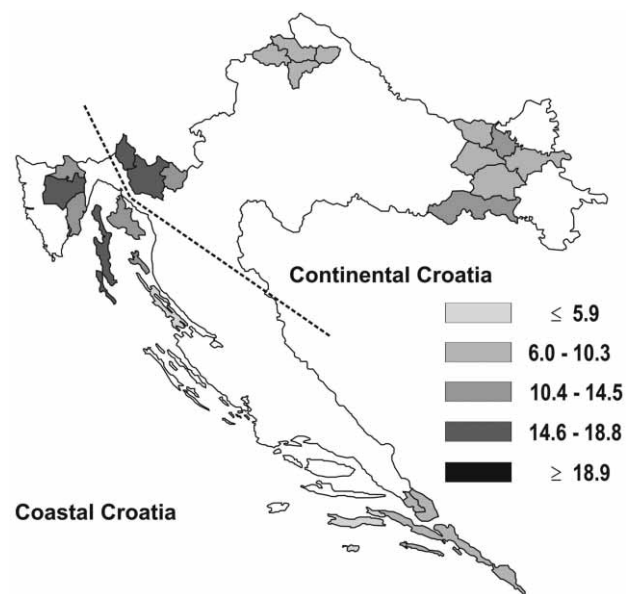 Continental Croatia
≤ 5.9
6.0 - 10.3
10.4 - 14.5
14.6 - 18.8
≥ 18.9
Coastal Croatia